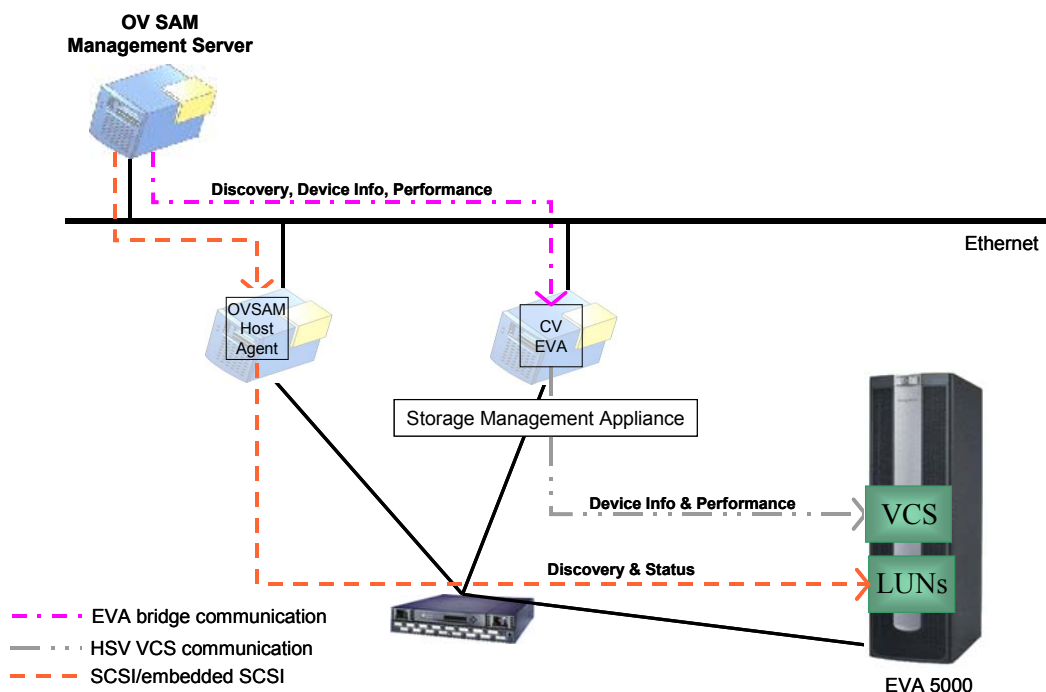 OV SAM
Management Server
Discovery, Device Info, Performance
Ethernet
OVSAM
Host
Agent
CV
EVA
Storage Management Appliance
Device Info & Performance
VCS
Discovery & Status
LUNs
EVA bridge communication
HSV VCS communication
SCSI/embedded SCSI
EVA 5000